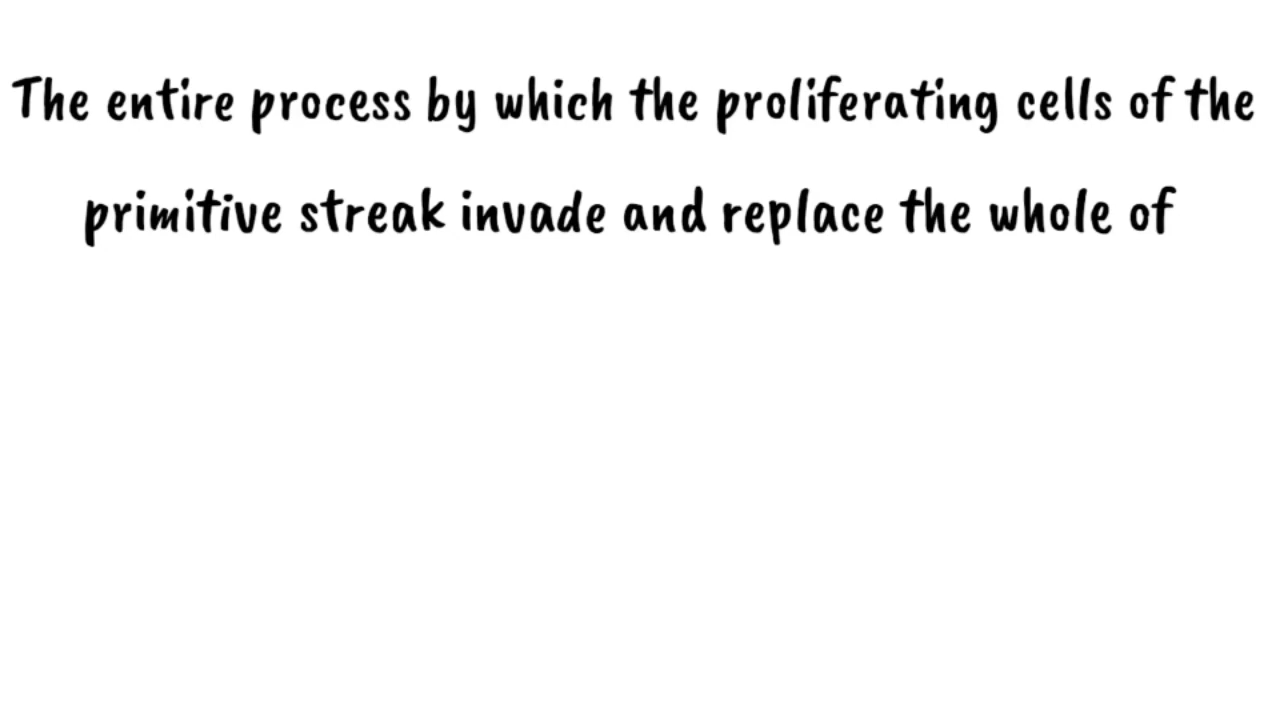 The entire process by which the proliferating cells of the
primitive streak invade and replace the whole of